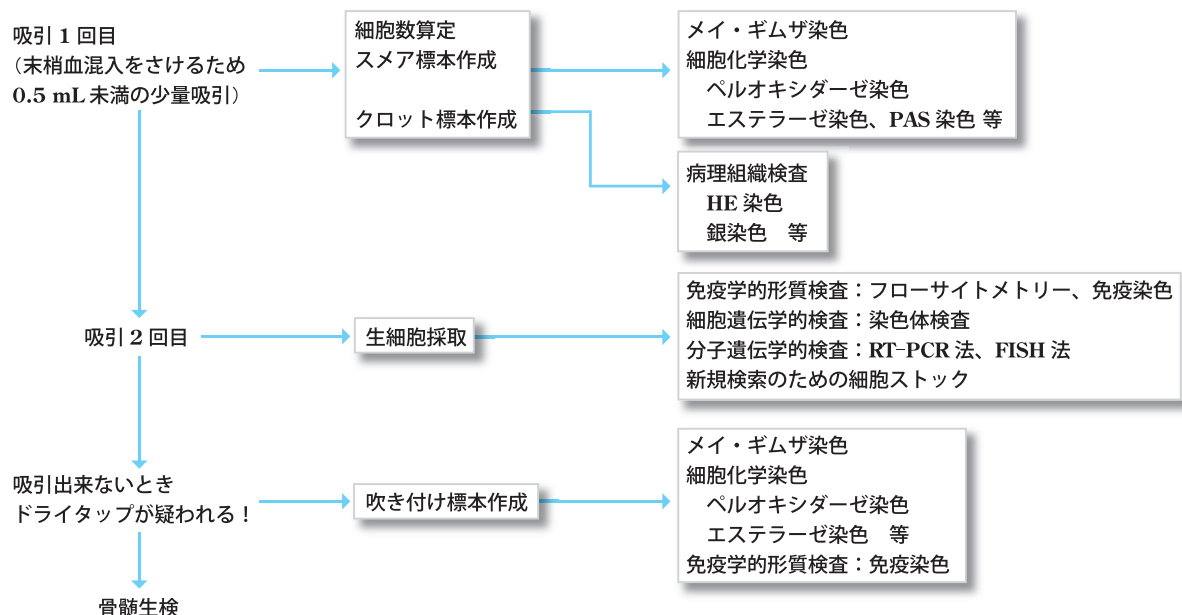 吸引 1 回目
（末梢血混入をさけるため
0.5 mL 未満の少量吸引）
細胞数算定
スメア標本作成
クロット標本作成
メイ・ギムザ染色
細胞化学染色
ペルオキシダーゼ染色
エステラーゼ染色、PAS 染色 等
病理組織検査
HE 染色
銀染色　等
吸引 2 回目
生細胞採取
免疫学的形質検査：フローサイトメトリー、免疫染色
細胞遺伝学的検査：染色体検査
分子遺伝学的検査：RT-PCR 法、FISH 法
新規検索のための細胞ストック
吸引出来ないとき
ドライタップが疑われる！
吹き付け標本作成
メイ・ギムザ染色
細胞化学染色
ペルオキシダーゼ染色
エステラーゼ染色　等
免疫学的形質検査：免疫染色
骨髄生検